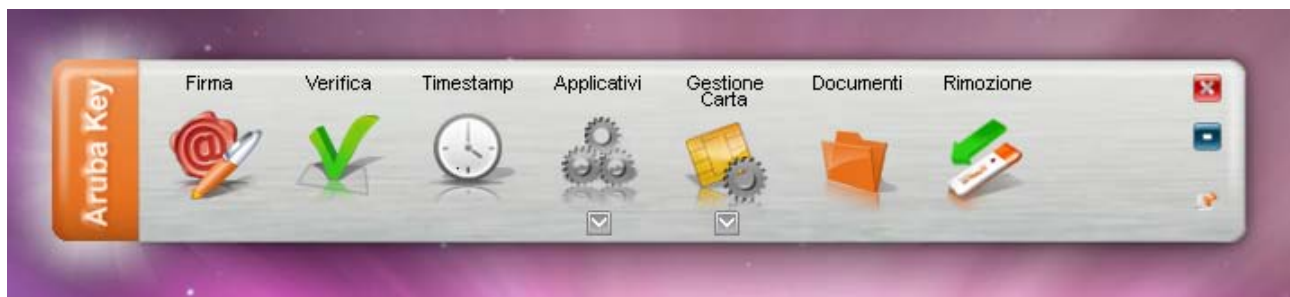 Aruba Key
Firma
Verifica
Timestamp
Applicativi
Gestione
Carta
Documenti
Rimozione